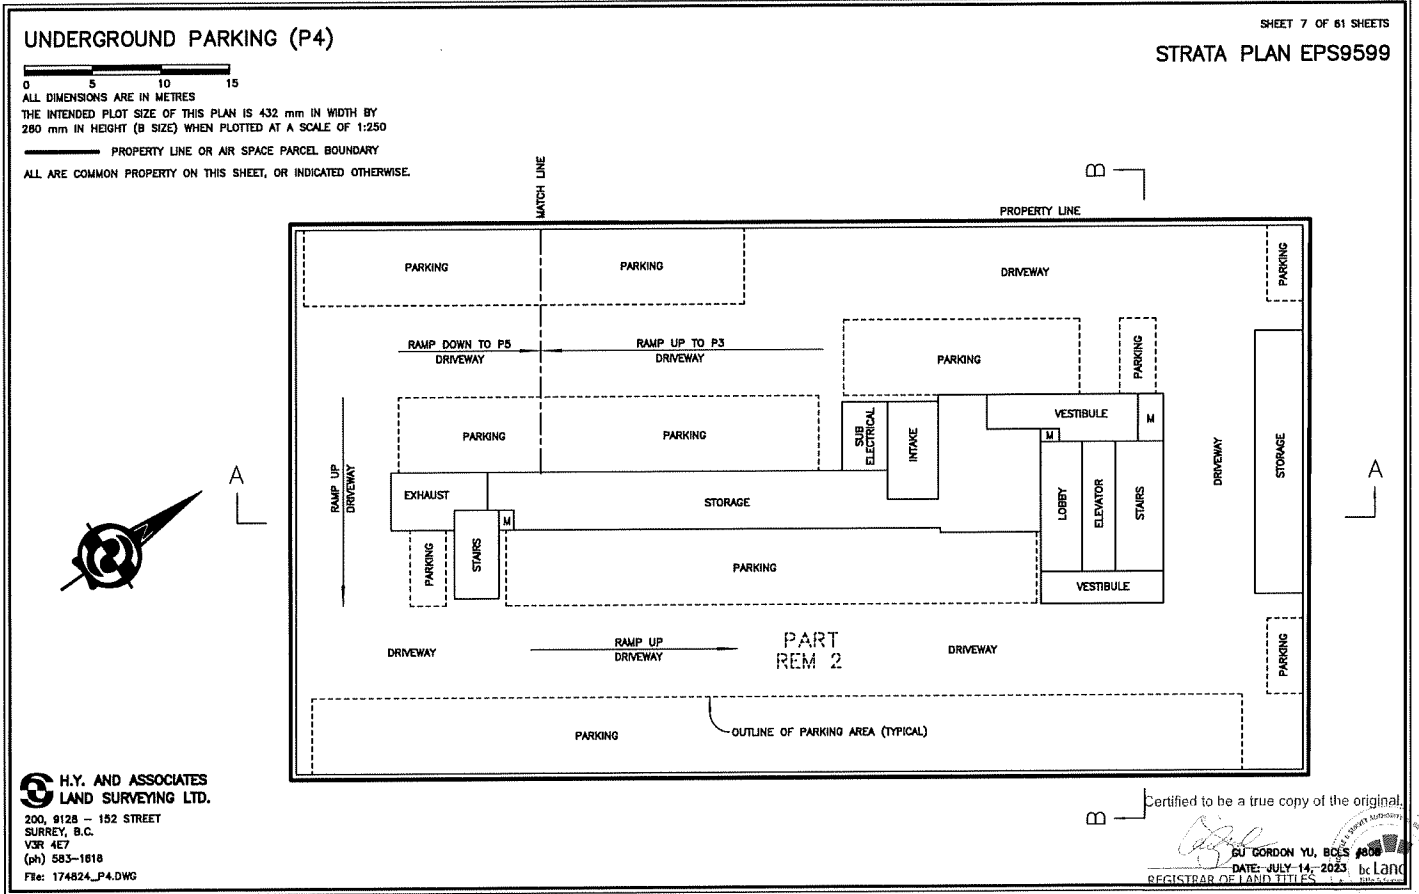 UNDERGROUND PARKING (P4)
0 5 10 15
ALL DIMENSIONS ARE IN METRES
THE INTENDED PLOT SIZE OF THIS PLAN IS 432 mm IN WIDTH BY
280 mm IN HEIGHT (B SIZE) WHEN PLOTTED AT A SCALE OF 1:250
PROPERTY LINE OR AIR SPACE PARCEL BOUNDARY
ALL ARE COMMON PROPERTY ON THIS SHEET, OR INDICATED OTHERWISE.
SHEET 7 OF 61 SHEETS
STRATA PLAN EPS9599
MATCH LINE
B
PROPERTY LINE
PARKING
PARKING
DRIVEWAY
PARKING
RAMP DOWN TO P5
DRIVEWAY
RAMP UP TO P3
DRIVEWAY
PARKING
PARKING
PARKING
PARKING
SUB
ELECTRICAL
INTAKE
VESTIBULE
M
M
RAMP UP
DRIVEWAY
DRIVEWAY
STORAGE
A
A
EXHAUST
STORAGE
M
LOBBY
ELEVATOR
STAIRS
PARKING
STAIRS
PARKING
VESTIBULE
DRIVEWAY
RAMP UP
DRIVEWAY
PART
REM 2
DRIVEWAY
PARKING
PARKING
OUTLINE OF PARKING AREA (TYPICAL)
H.Y. AND ASSOCIATES
LAND SURVEYING LTD.
200, 9128 – 152 STREET
SURREY, B.C.
V3R 4E7
(ph) 583–1616
File: 174824_P4.DWG
B
Certified to be a true copy of the original.
GU GORDON YU, BCLS
DATE: JULY 14, 2023
REGISTRAR OF LAND TITLES
bc Land